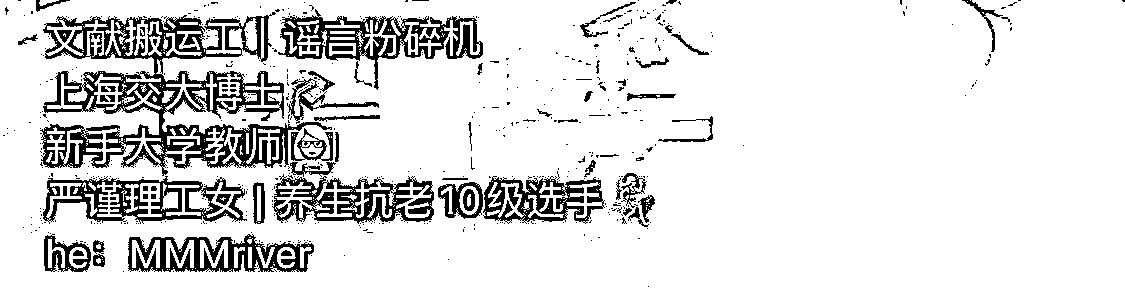 文献搬运工 | 谣言粉碎机
上海交大博士
新手大学教师
严谨理工女 | 养生抗老10级选手
he：MMMriver